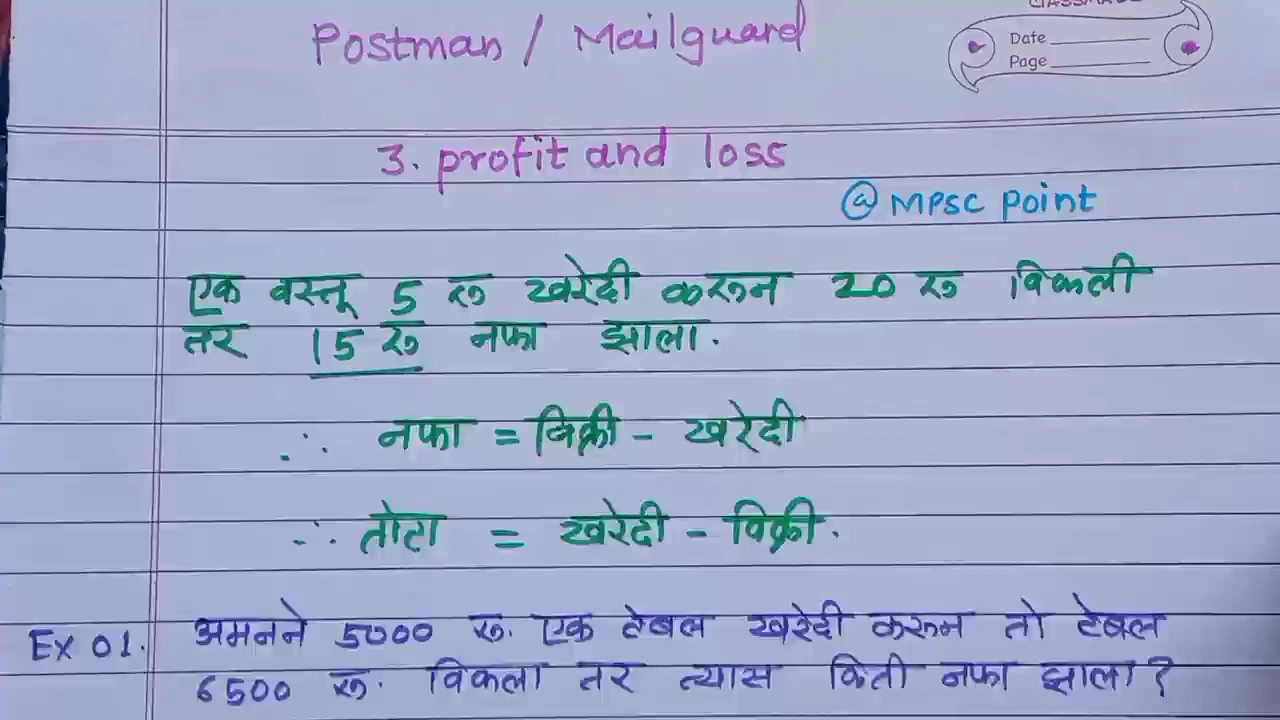 Postman / Mailguard
Date
Page
3. profit and loss
@ MPSC point
एक वस्तू 5 रु खरेदी करून 20 रु विकली
तर 15 रु नफा झाला.
∴ नफा = विक्री - खरेदी
∴ तोटा = खरेदी - विक्री.
Ex 01. अमनने 5000 रु. एक टेबल खरेदी करून तो टेबल
6500 रु. विकला तर त्यास किती नफा झाला?